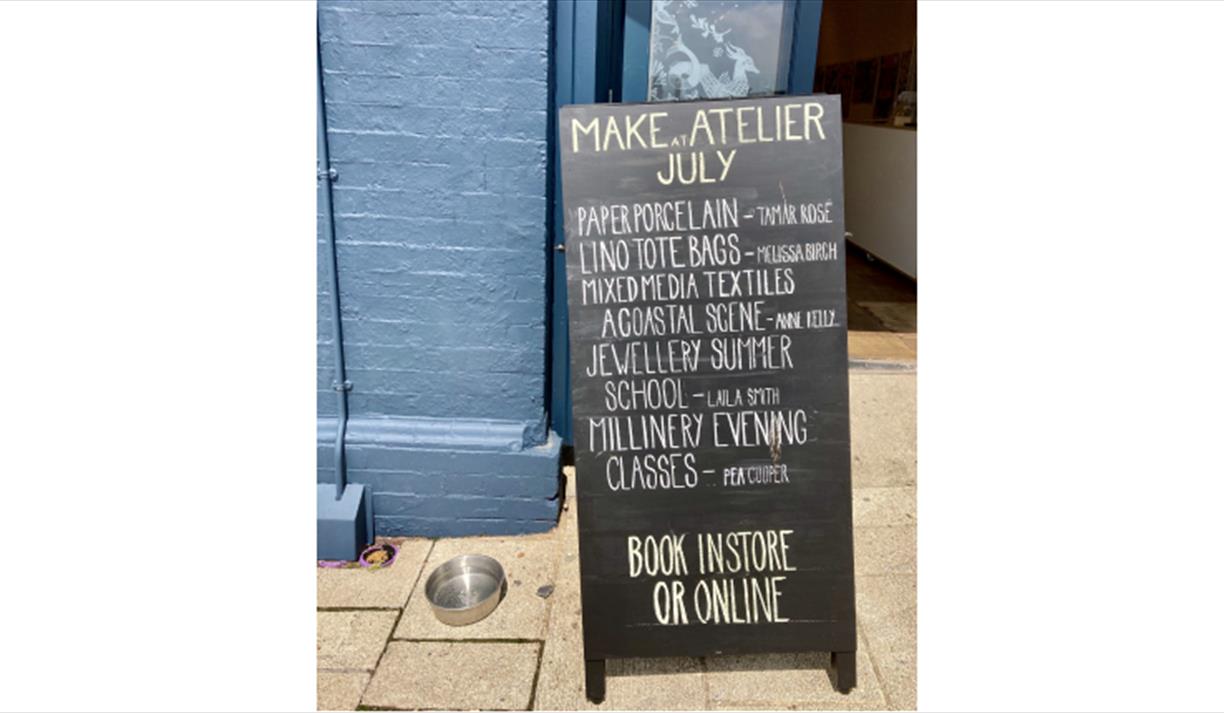 MAKE AT ATELIER
JULY
PAPER PORCELAIN – TAMAR ROSE
LINO TOTE BAGS – MELISSA BIRCH
MIXED MEDIA TEXTILES
A COASTAL SCENE – ANNE KELLY
JEWELLERY SUMMER
SCHOOL – LAILA SMITH
MILLINERY EVENING
CLASSES – PEA COOPER
BOOK INSTORE
OR ONLINE